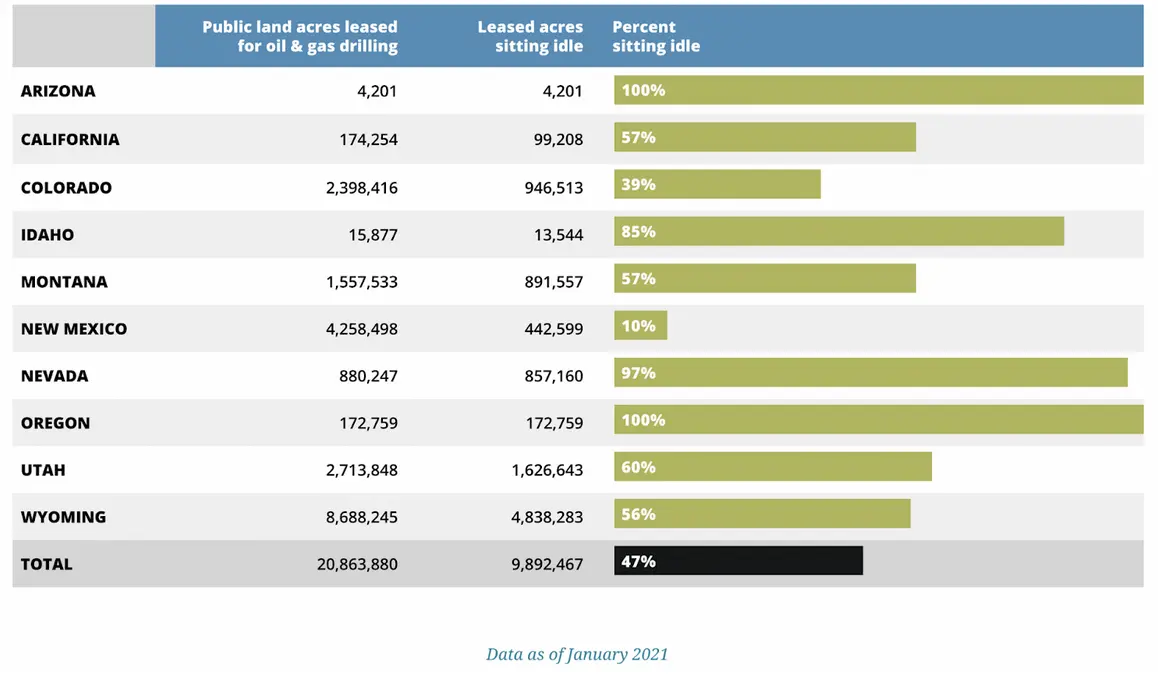 Public land acres leased for oil & gas drilling Leased acres sitting idle Percent sitting idle
ARIZONA 4,201 4,201 100%
CALIFORNIA 174,254 99,208 57%
COLORADO 2,398,416 946,513 39%
IDAHO 15,877 13,544 85%
MONTANA 1,557,533 891,557 57%
NEW MEXICO 4,258,498 442,599 10%
NEVADA 880,247 857,160 97%
OREGON 172,759 172,759 100%
UTAH 2,713,848 1,626,643 60%
WYOMING 8,688,245 4,838,283 56%
TOTAL 20,863,880 9,892,467 47%
Data as of January 2021